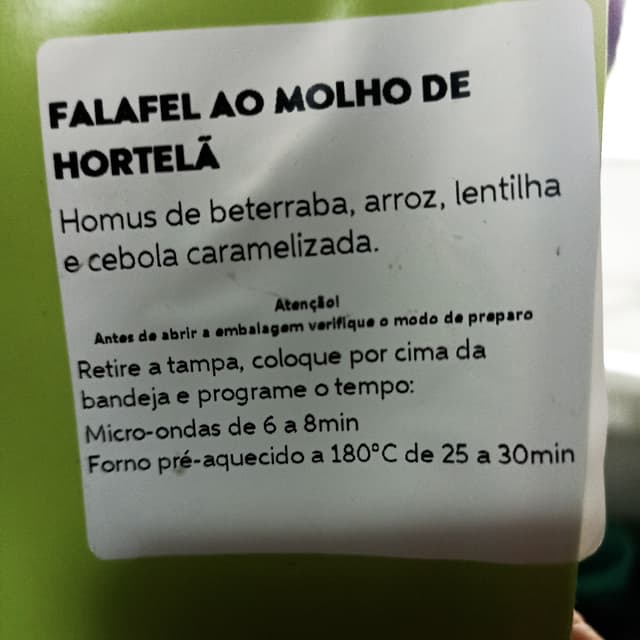 FALAFEL AO MOLHO DE
HORTELÃ
Homus de beterraba, arroz, lentilha
e cebola caramelizada.
Atenção!
Antes de abrir a embalagem verifique o modo de preparo
Retire a tampa, coloque por cima da
bandeja e programe o tempo:
Micro-ondas de 6 a 8min
Forno pré-aquecido a 180°C de 25 a 30min